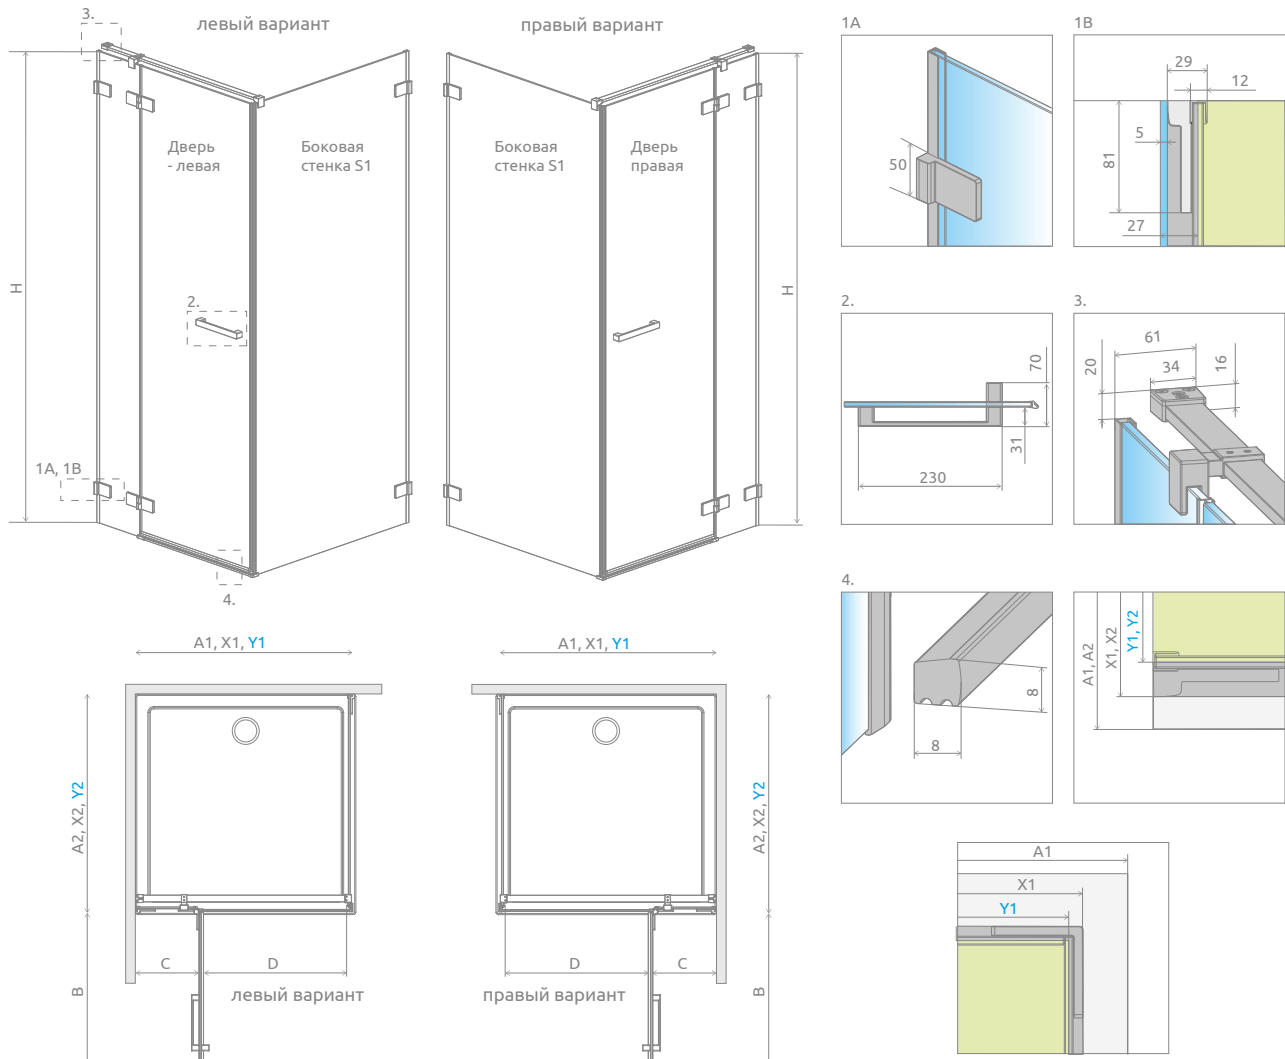 3.
левый вариант
правый вариант
H
Дверь
- левая
Боковая
стенка S1
2.
1A, 1B
4.
Боковая
стенка S1
Дверь
правая
H
1A
50
1B
29
12
5
81
27
2.
70
31
230
3.
61
34
20
16
4.
8
8
A1, A2
X1, X2
Y1, Y2
A1, X1, Y1
A2, X2, Y2
B
C
D
левый вариант
A1, X1, Y1
A2, X2, Y2
B
D
C
правый вариант
A1
X1
Y1